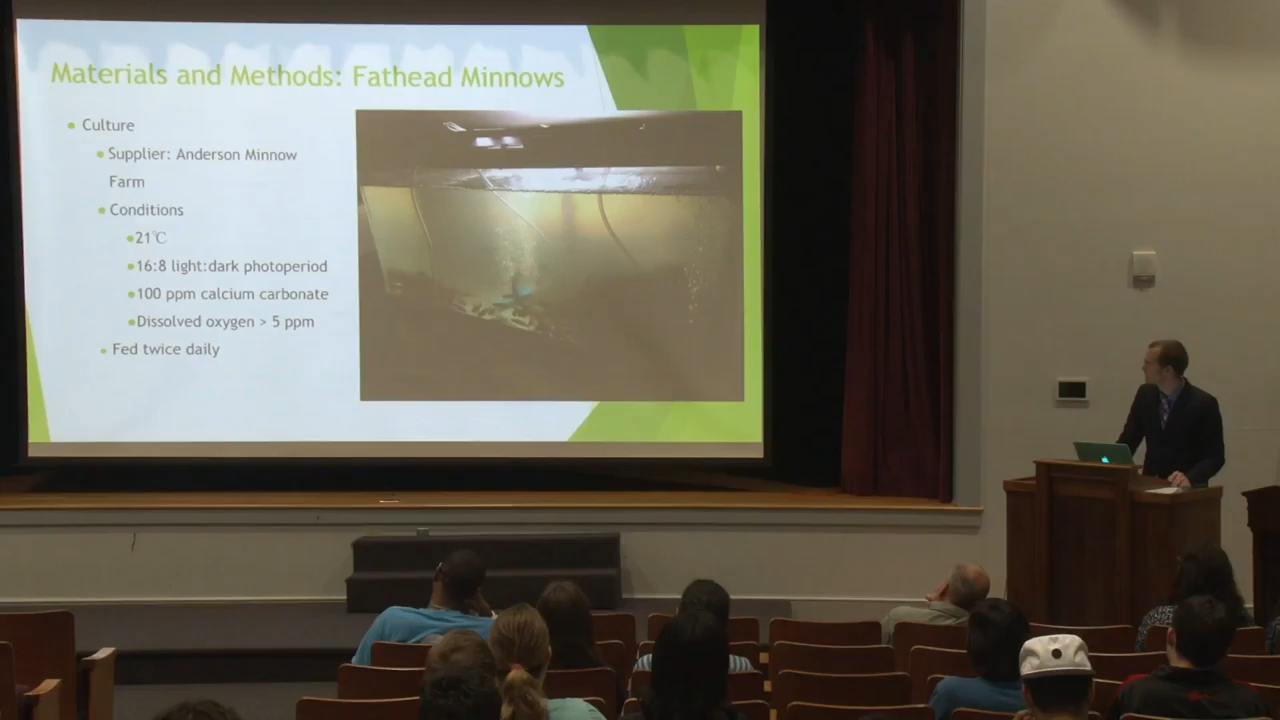 Materials and Methods: Fathead Minnows
Culture
Supplier: Anderson Minnow
Farm
Conditions
21℃
16:8 light:dark photoperiod
100 ppm calcium carbonate
Dissolved oxygen > 5 ppm
Fed twice daily